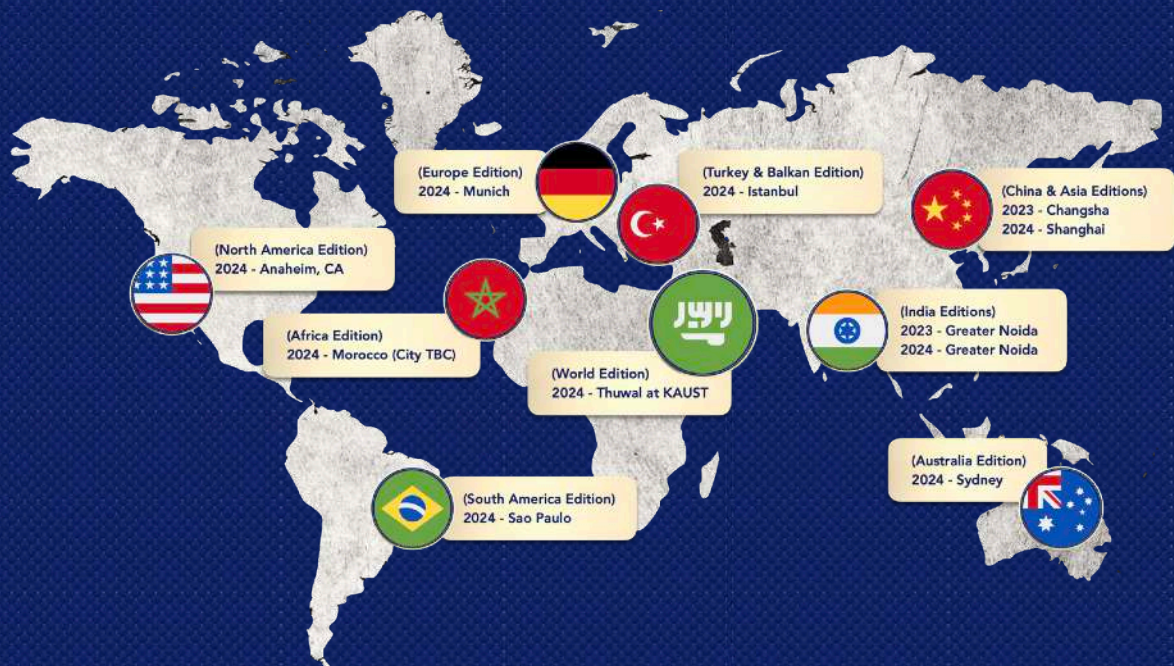 (Europe Edition)
2024 - Munich
(Turkey & Balkan Edition)
2024 - Istanbul
(China & Asia Editions)
2023 - Changsha
2024 - Shanghai
(North America Edition)
2024 - Anaheim, CA
(Africa Edition)
2024 - Morocco (City TBC)
(World Edition)
2024 - Thuwal at KAUST
(India Editions)
2023 - Greater Noida
2024 - Greater Noida
(Australia Edition)
2024 - Sydney
(South America Edition)
2024 - Sao Paulo